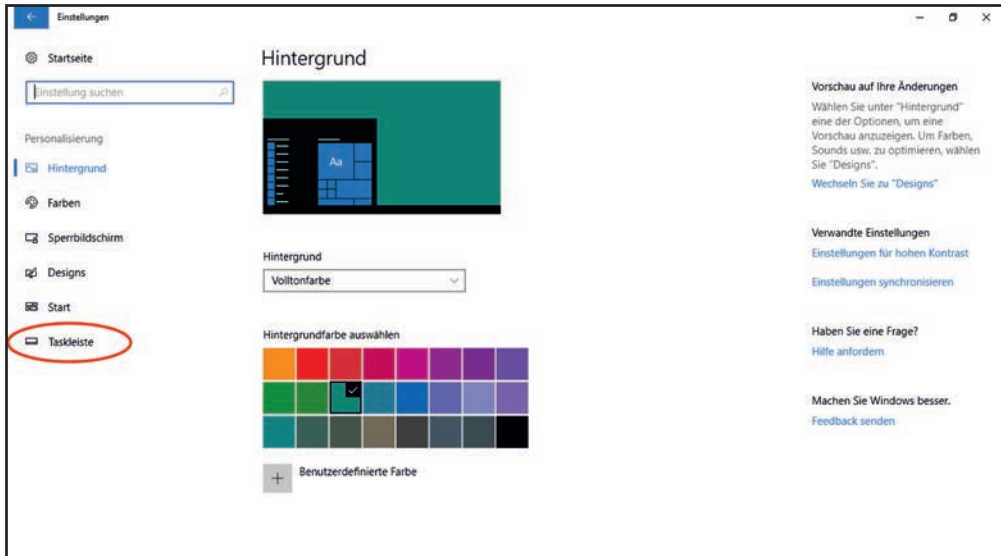 Einstellungen
Startseite
Einstellung suchen
Personalisierung
Hintergrund
Farben
Sperrbildschirm
Designs
Start
Taskleiste
Hintergrund
Aa
Hintergrund
Volltonfarbe
Hintergrundfarbe auswählen
Benutzerdefinierte Farbe
Vorschau auf Ihre Änderungen
Wählen Sie unter "Hintergrund"
eine der Optionen, um eine
Vorschau anzuzeigen. Um Farben,
Sounds usw. zu optimieren, wählen
Sie "Designs".
Wechseln Sie zu "Designs"
Verwandte Einstellungen
Einstellungen für hohen Kontrast
Einstellungen synchronisieren
Haben Sie eine Frage?
Hilfe anfordern
Machen Sie Windows besser.
Feedback senden